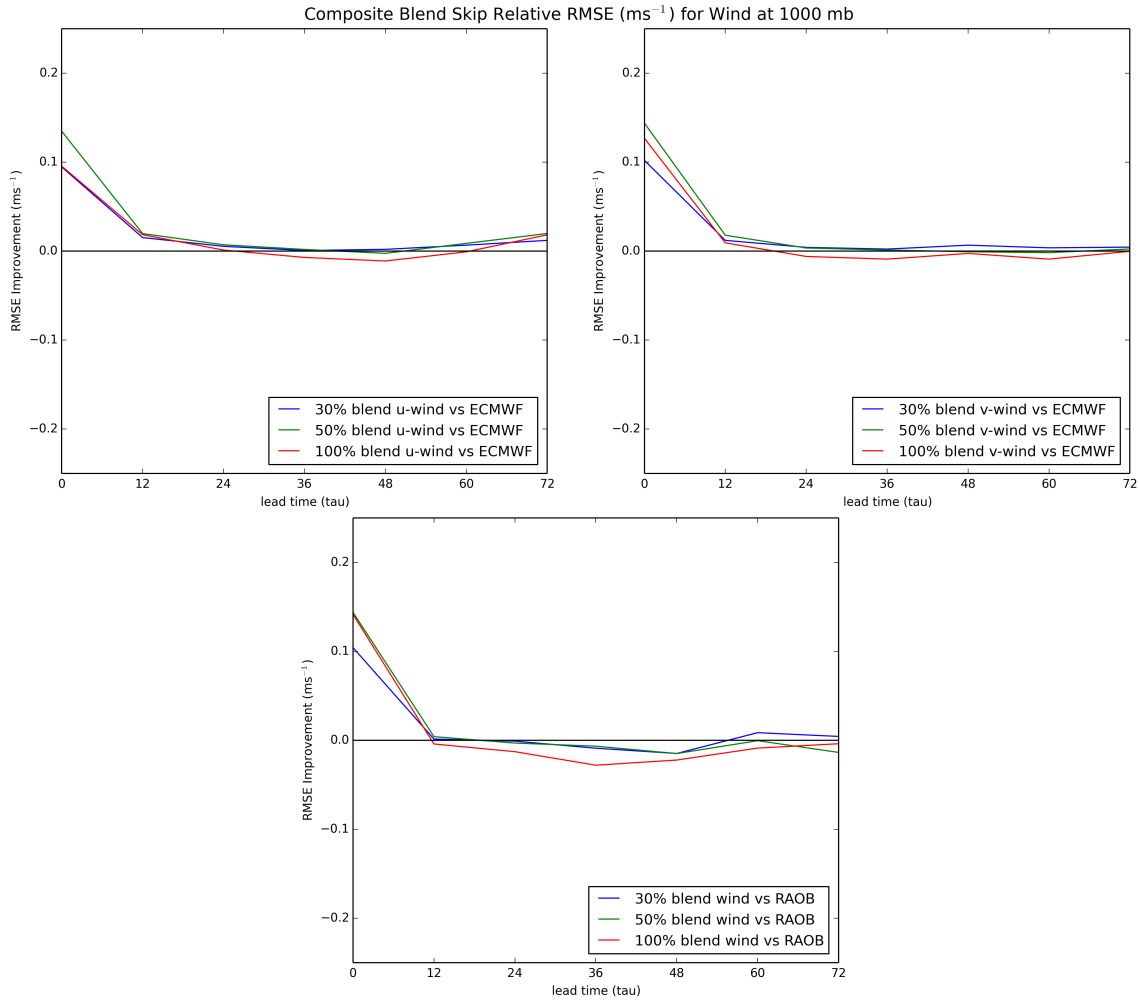 Composite Blend Skip Relative RMSE (ms⁻¹) for Wind at 1000 mb
RMSE Improvement (ms⁻¹)
0.2
0.1
0.0
−0.1
−0.2
30% blend u-wind vs ECMWF
50% blend u-wind vs ECMWF
100% blend u-wind vs ECMWF
0 12 24 36 48 60 72
lead time (tau)
RMSE Improvement (ms⁻¹)
0.2
0.1
0.0
−0.1
−0.2
30% blend v-wind vs ECMWF
50% blend v-wind vs ECMWF
100% blend v-wind vs ECMWF
0 12 24 36 48 60 72
lead time (tau)
RMSE Improvement (ms⁻¹)
0.2
0.1
0.0
−0.1
−0.2
30% blend wind vs RAOB
50% blend wind vs RAOB
100% blend wind vs RAOB
0 12 24 36 48 60 72
lead time (tau)